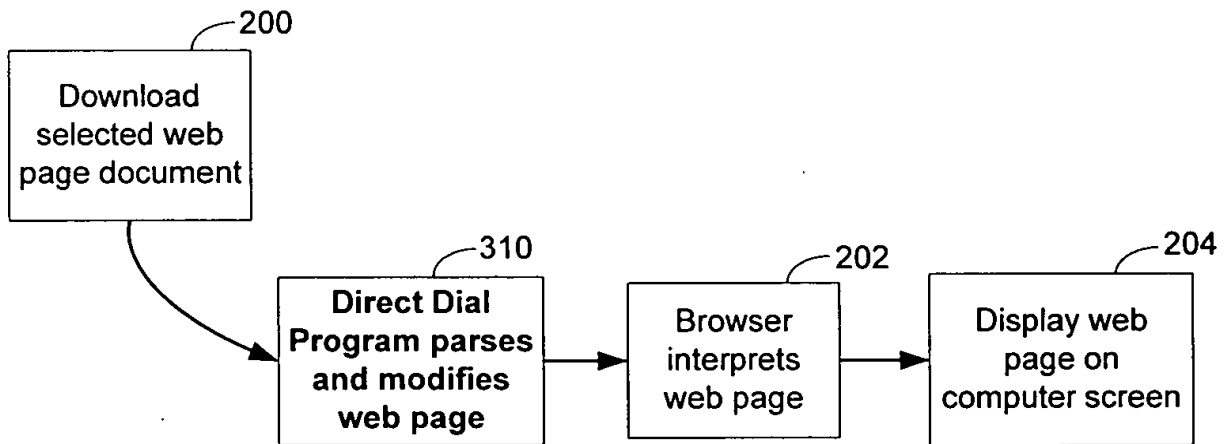 200
Download
selected web
page document
310
Direct Dial
Program parses
and modifies
web page
202
Browser
interprets
web page
204
Display web
page on
computer screen